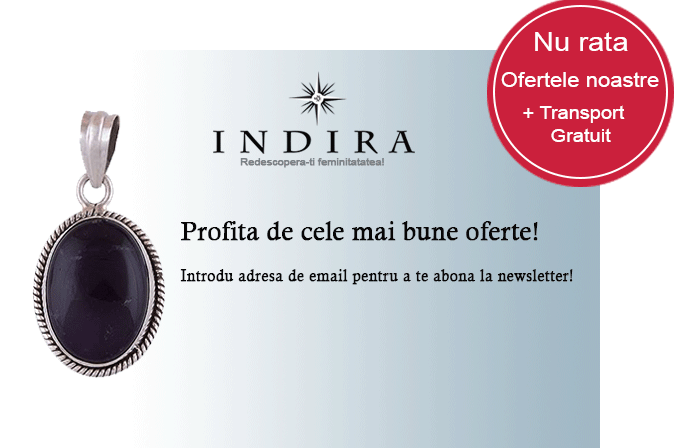 Nu rata
Ofertele noastre
+ Transport
Gratuit
INDIRA
Redescopera-ti feminitatatea!
Profita de cele mai bune oferte!
Introdu adresa de email pentru a te abona la newsletter!